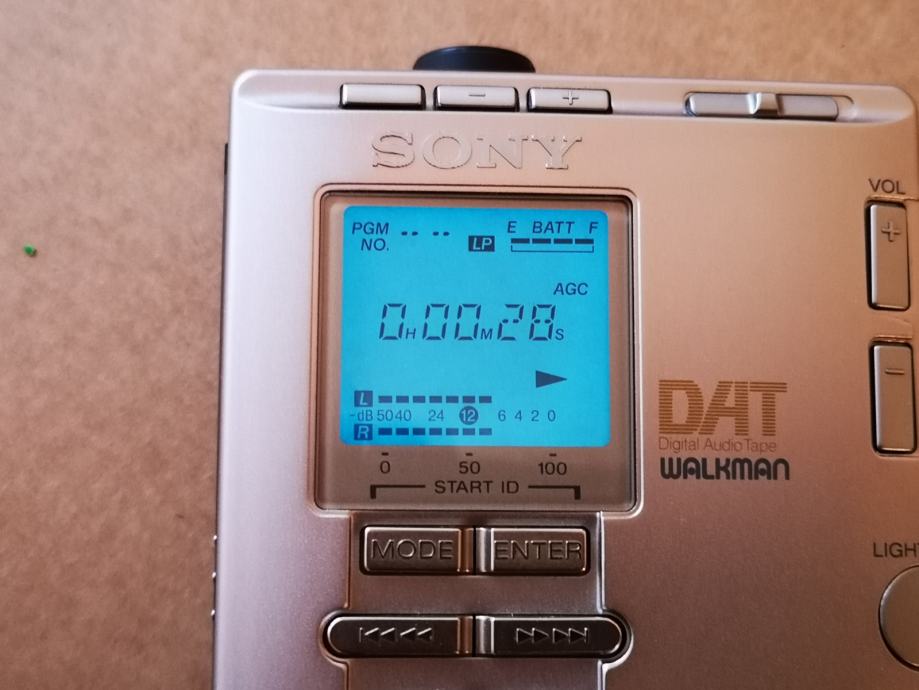 SONY
VOL
PGM NO. -- -- LP E BATT F
AGC
0H00M28S
L
-dB 50 40 24 12 6 4 2 0
R
0 50 100
START ID
DAT
Digital Audio Tape
WALKMAN
MODE ENTER
LIGHT